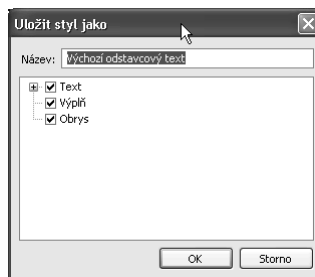 Uložit styl jako
Název: Výchozí odstavcový text
Text
Výplň
Obrys
OK Storno